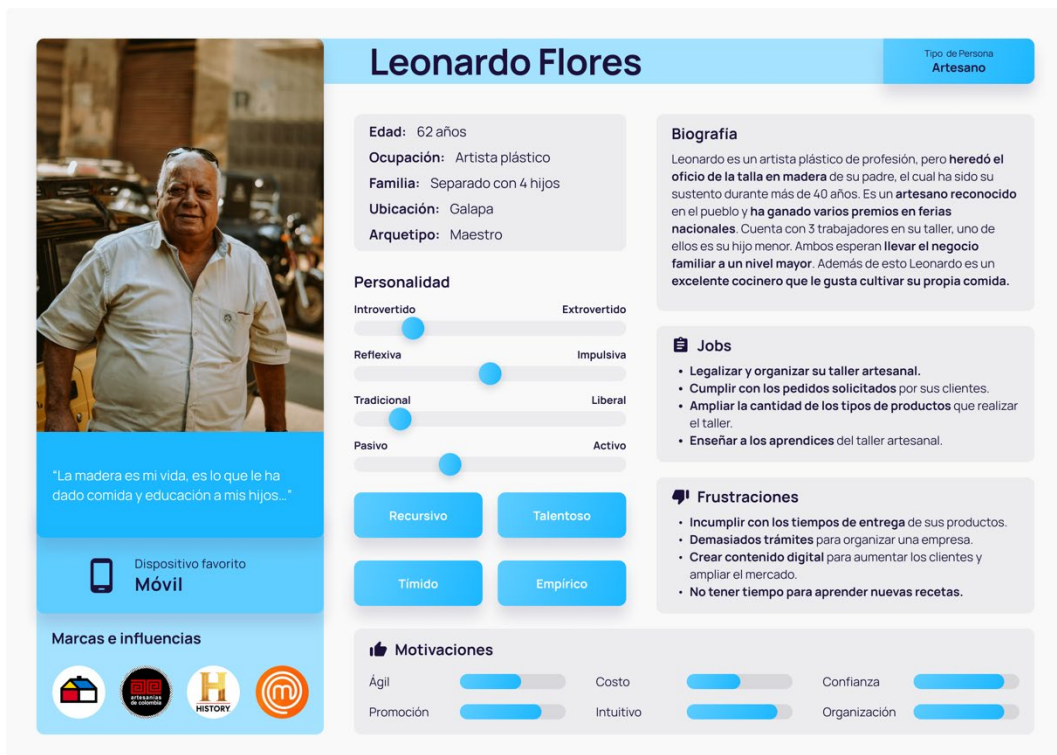 Leonardo Flores
Tipo de Persona
Artesano
Edad: 62 años
Ocupación: Artista plástico
Familia: Separado con 4 hijos
Ubicación: Galapa
Arquetipo: Maestro
Personalidad
Introvertido Extrovertido
Reflexiva Impulsiva
Tradicional Liberal
Pasivo Activo
Recursivo Talentoso
Tímido Empírico
Biografía
Leonardo es un artista plástico de profesión, pero heredó el
oficio de la talla en madera de su padre, el cual ha sido su
sustento durante más de 40 años. Es un artesano reconocido
en el pueblo y ha ganado varios premios en ferias
nacionales. Cuenta con 3 trabajadores en su taller, uno de
ellos es su hijo menor. Ambos esperan llevar el negocio
familiar a un nivel mayor. Además de esto Leonardo es un
excelente cocinero que le gusta cultivar su propia comida.
Jobs
• Legalizar y organizar su taller artesanal.
• Cumplir con los pedidos solicitados por sus clientes.
• Ampliar la cantidad de los tipos de productos que realizar
el taller.
• Enseñar a los aprendices del taller artesanal.
Frustraciones
• Incumplir con los tiempos de entrega de sus productos.
• Demasiados trámites para organizar una empresa.
• Crear contenido digital para aumentar los clientes y
ampliar el mercado.
• No tener tiempo para aprender nuevas recetas.
"La madera es mi vida, es lo que le ha
dado comida y educación a mis hijos..."
Dispositivo favorito
Móvil
Marcas e influencias
artesanías
de colombia
H
HISTORY
m
Motivaciones
Ágil Costo Confianza
Promoción Intuitivo Organización